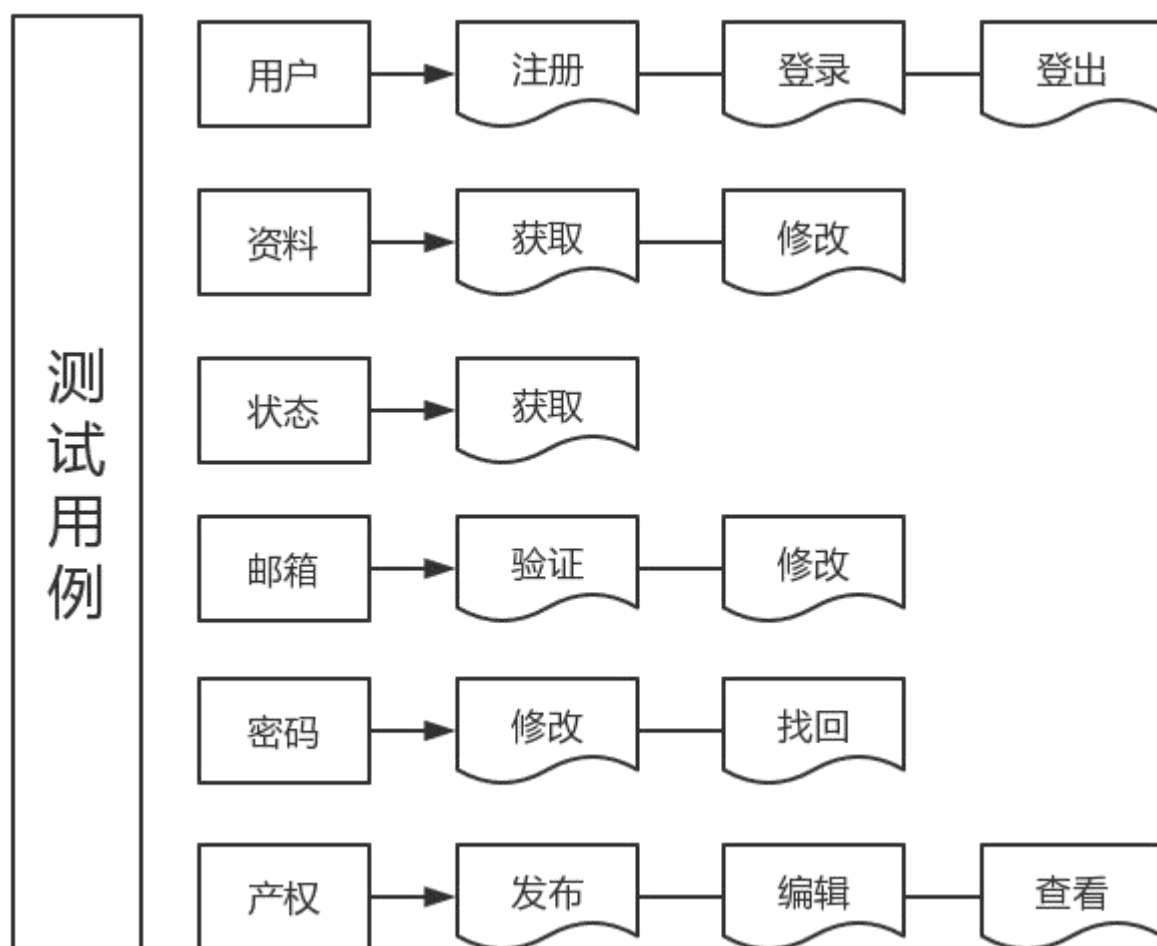 测试用例
用户 注册 登录 登出
资料 获取 修改
状态 获取
邮箱 验证 修改
密码 修改 找回
产权 发布 编辑 查看